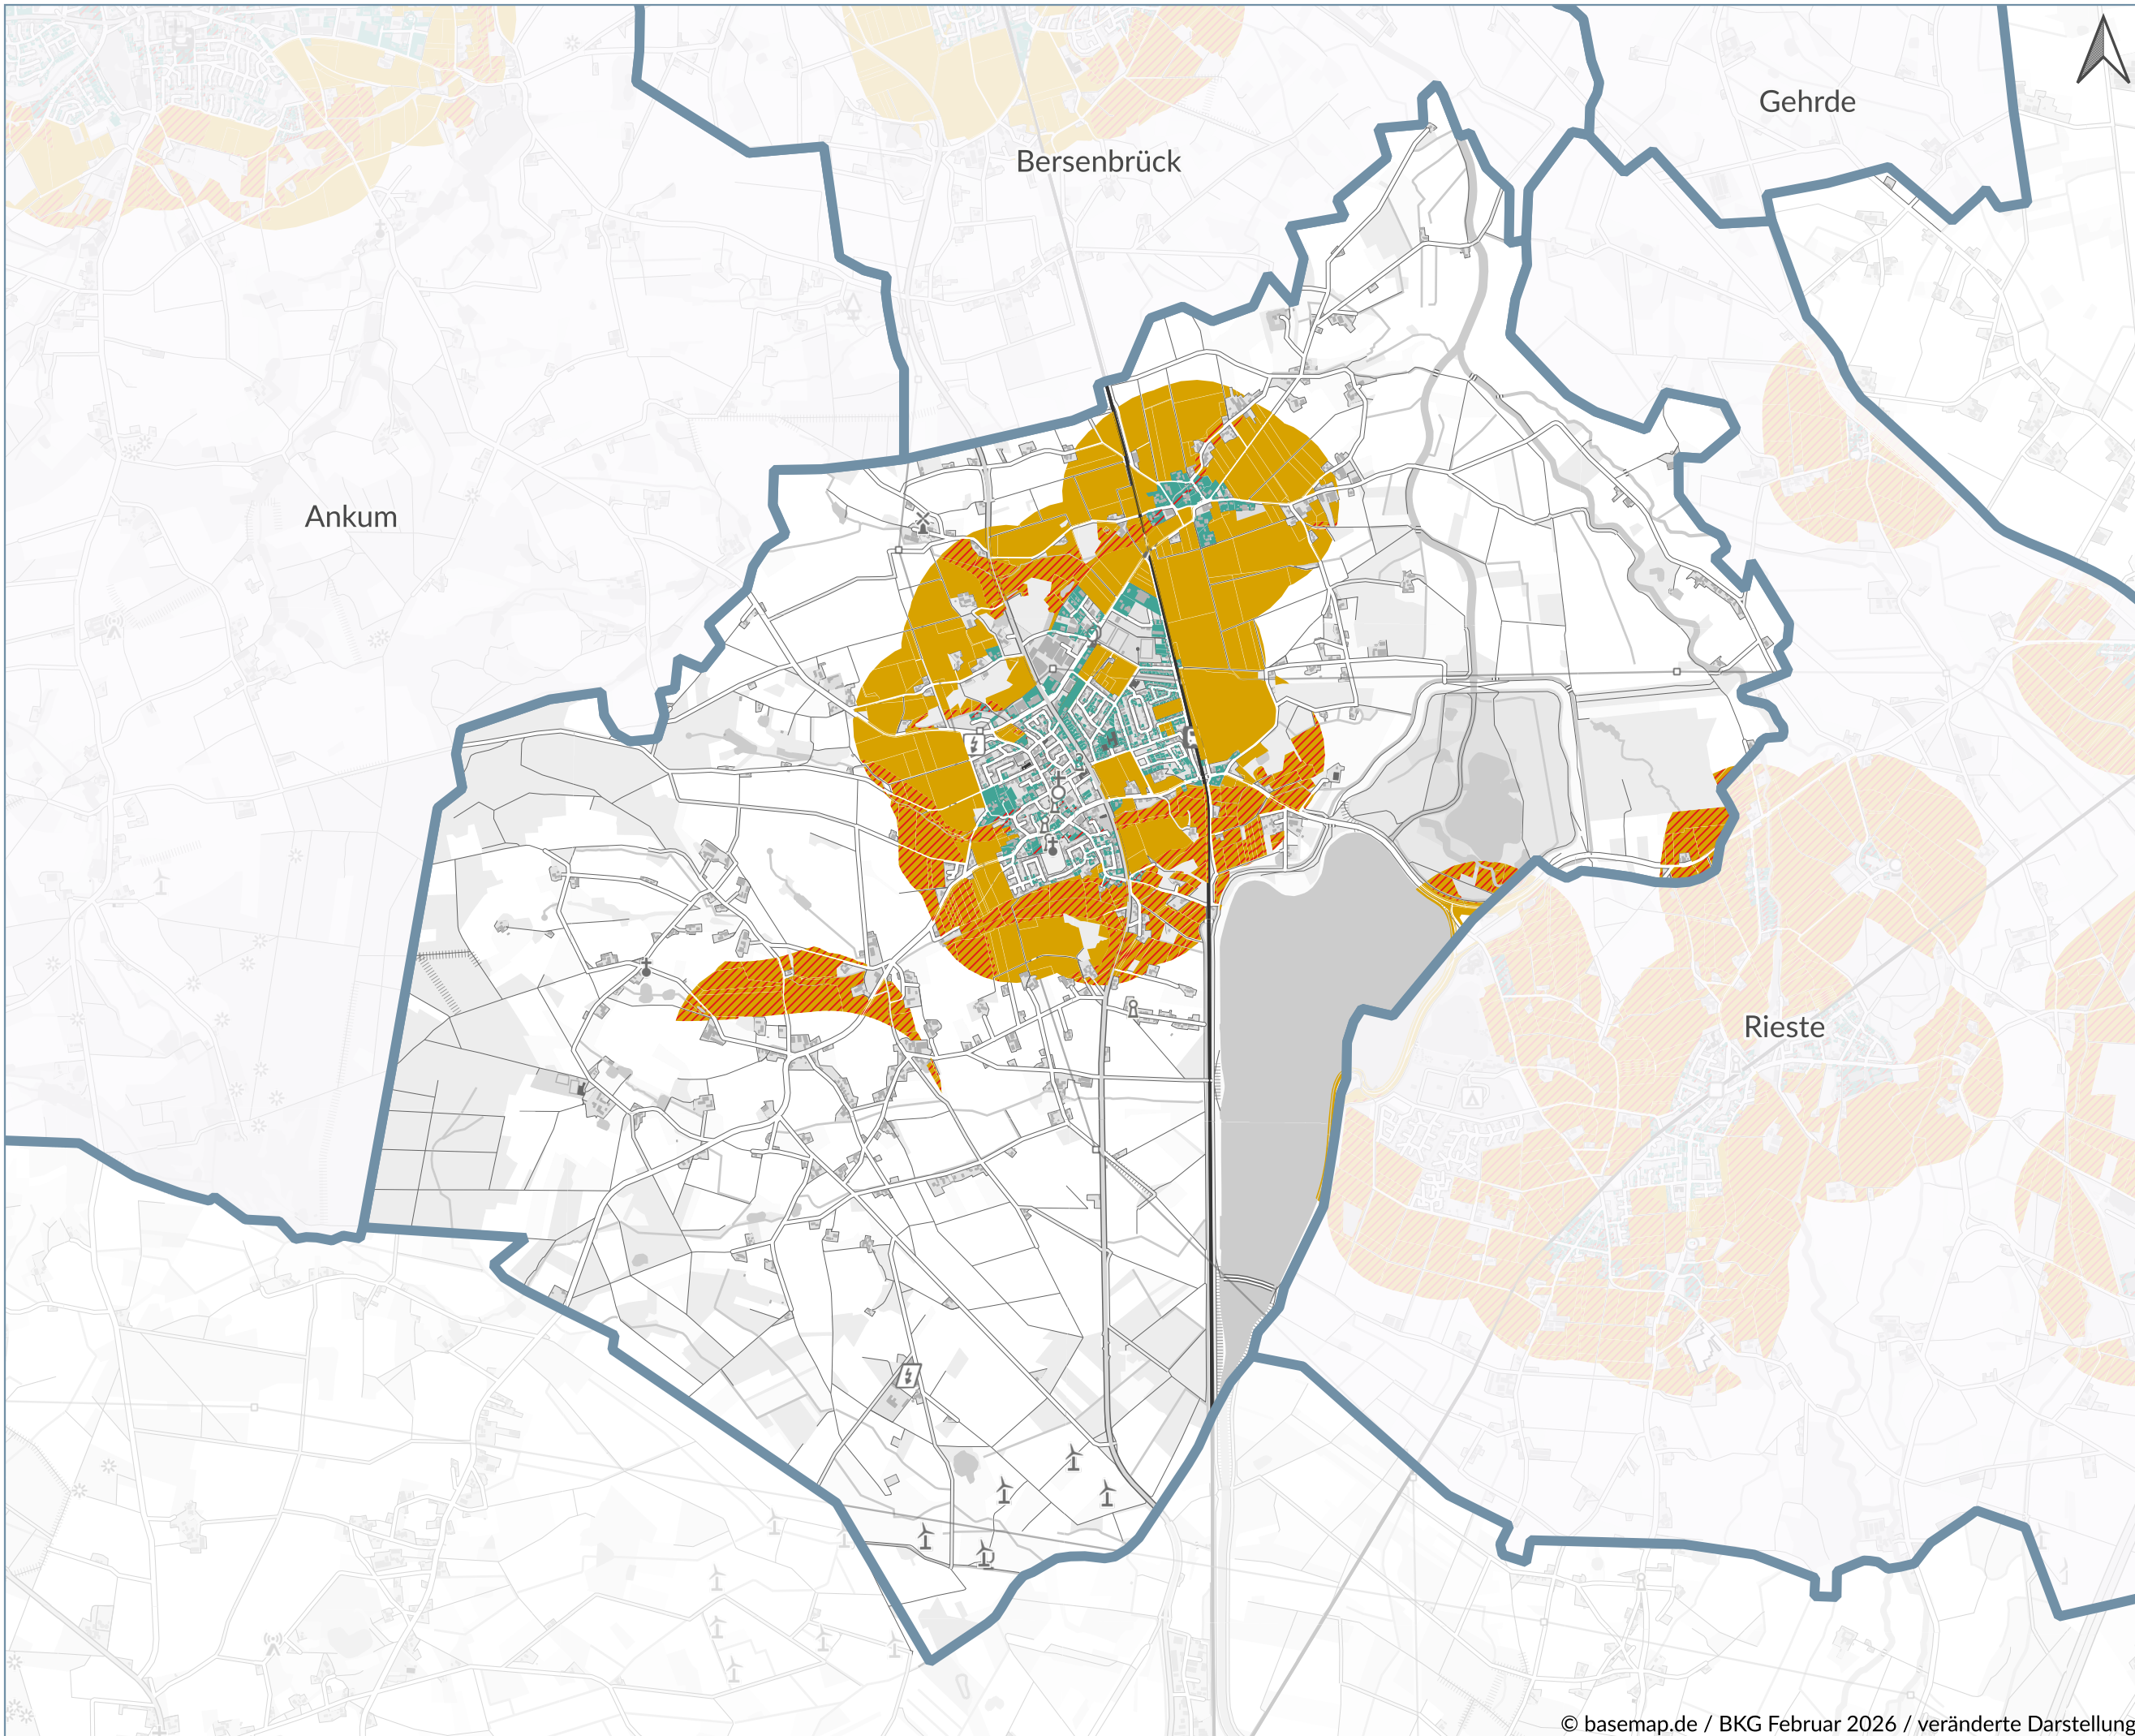 Gehrde
Bersenbrück
Ankum
Rieste
© basemap.de / BKG Februar 2026 / veränderte Darstellung